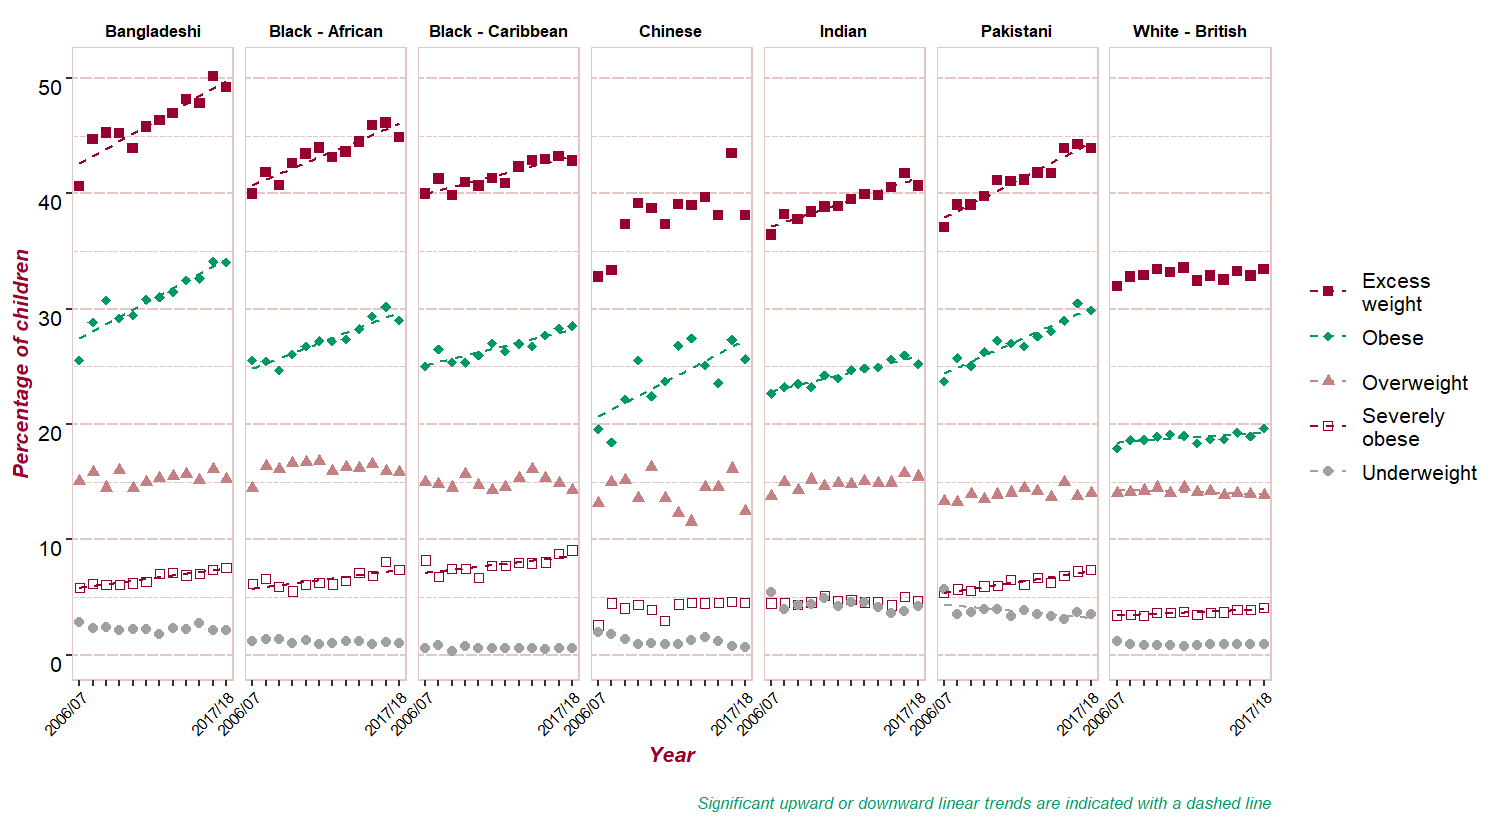 Bangladeshi
Black - African
Black - Caribbean
Chinese
Indian
Pakistani
White - British
50
40
30
20
10
0
Percentage of children
2006/07
2017/18
2006/07
2017/18
2006/07
2017/18
2006/07
2017/18
2006/07
2017/18
2006/07
2017/18
2006/07
2017/18
Year
Excess
weight
Obese
Overweight
Severely
obese
Underweight
Significant upward or downward linear trends are indicated with a dashed line